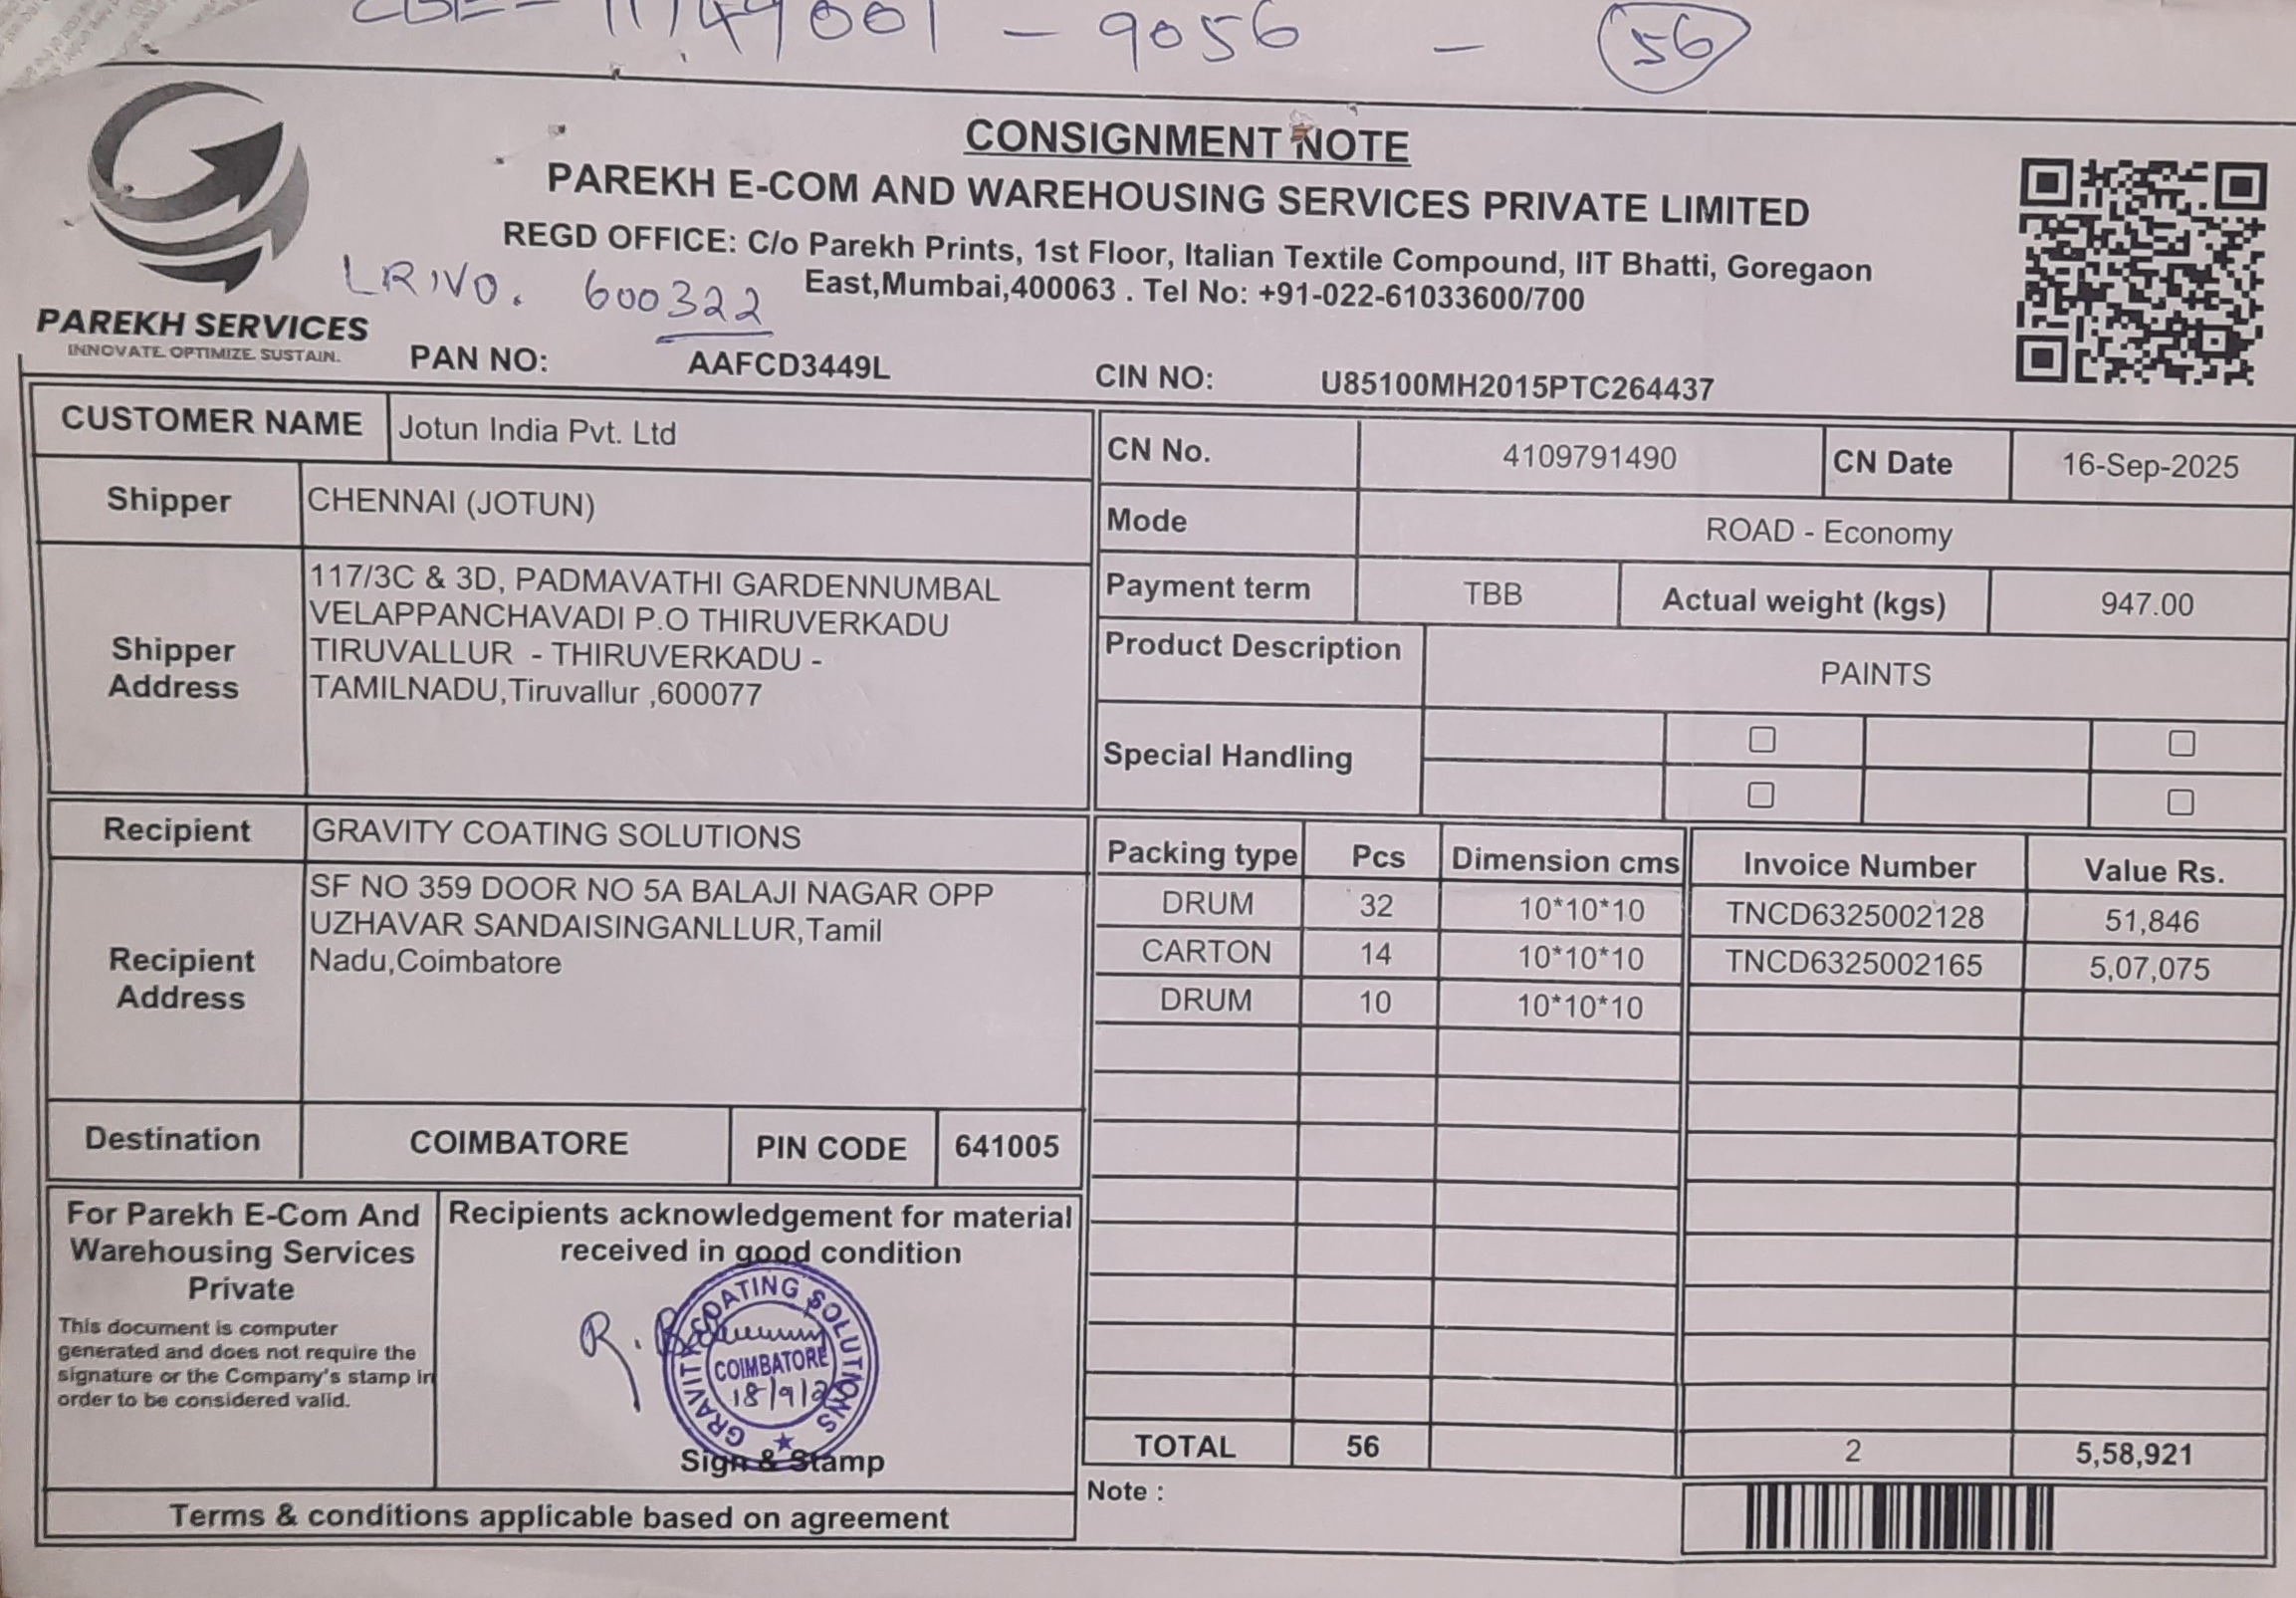 CBE- 11149001 - 9056 - 56
CONSIGNMENT NOTE
PAREKH E-COM AND WAREHOUSING SERVICES PRIVATE LIMITED
REGD OFFICE: C/o Parekh Prints, 1st Floor, Italian Textile Compound, IIT Bhatti, Goregaon
East,Mumbai,400063 . Tel No: +91-022-61033600/700
LR NO. 600322
PAREKH SERVICES
INNOVATE. OPTIMIZE. SUSTAIN.
PAN NO: AAFCD3449L CIN NO: U85100MH2015PTC264437
CUSTOMER NAME Jotun India Pvt. Ltd
Shipper CHENNAI (JOTUN)
Shipper Address
117/3C & 3D, PADMAVATHI GARDENNUMBAL
VELAPPANCHAVADI P.O THIRUVERKADU
TIRUVALLUR - THIRUVERKADU -
TAMILNADU,Tiruvallur ,600077
CN No. 4109791490 CN Date 16-Sep-2025
Mode ROAD - Economy
Payment term TBB Actual weight (kgs) 947.00
Product Description PAINTS
Special Handling
Recipient GRAVITY COATING SOLUTIONS
Recipient Address
SF NO 359 DOOR NO 5A BALAJI NAGAR OPP
UZHAVAR SANDAISINGANLLUR,Tamil
Nadu,Coimbatore
Destination COIMBATORE PIN CODE 641005
Packing type Pcs Dimension cms Invoice Number Value Rs.
DRUM 32 10*10*10 TNCD6325002128 51,846
CARTON 14 10*10*10 TNCD6325002165 5,07,075
DRUM 10 10*10*10
TOTAL 56 2 5,58,921
Note :
For Parekh E-Com And
Warehousing Services
Private
This document is computer
generated and does not require the
signature or the Company's stamp in
order to be considered valid.
Recipients acknowledgement for material
received in good condition
R.
GRAVITY COATING SOLUTIONS
COIMBATORE
18/9/25
Sign & Stamp
Terms & conditions applicable based on agreement